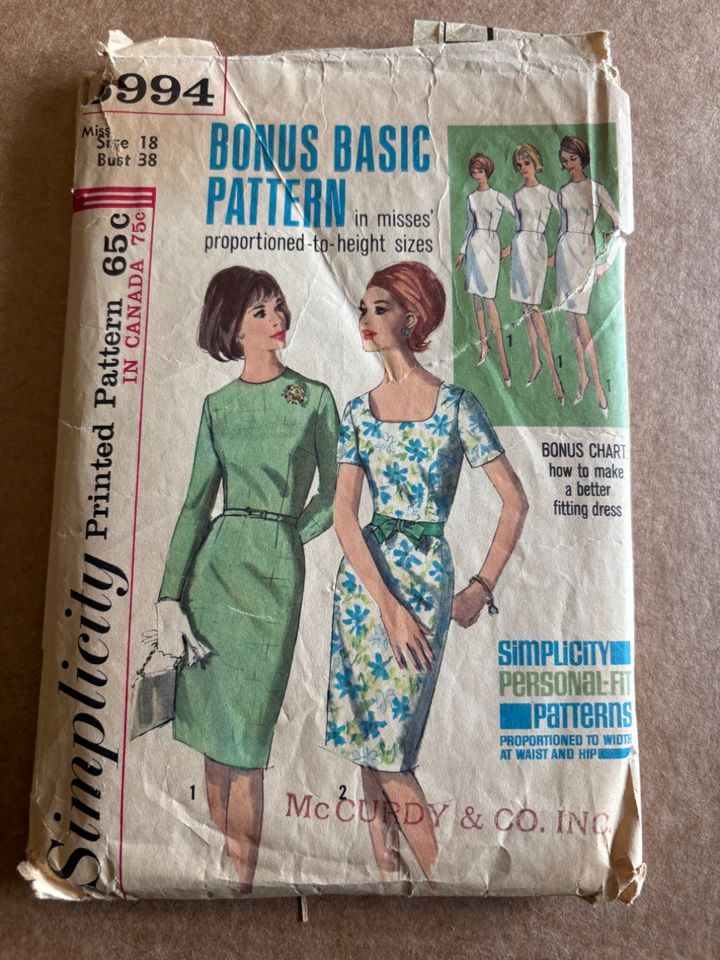 994
Miss
Size 18
Bust 38
Simplicity Printed Pattern 65c
IN CANADA 75c
BONUS BASIC
PATTERN in misses'
proportioned-to-height sizes
1
1
1
BONUS CHART
how to make
a better
fitting dress
SiMPLiCiTY
PERSONAL-FiT
PaTTERNS
PROPORTIONED TO WIDTH
AT WAIST AND HIP
1
2
McCURDY & CO. INC.